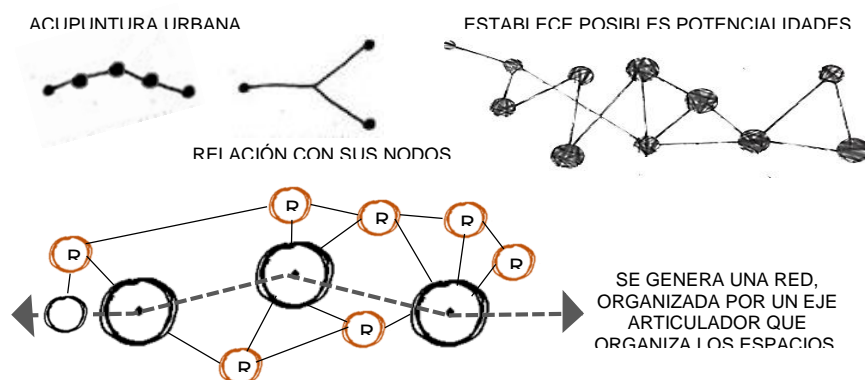 ACUPUNTURA URBANA
ESTABLECE POSIBLES POTENCIALIDADES
RELACIÓN CON SUS NODOS
R
R
R
R
R
R
R
SE GENERA UNA RED,
ORGANIZADA POR UN EJE
ARTICULADOR QUE
ORGANIZA LOS ESPACIOS